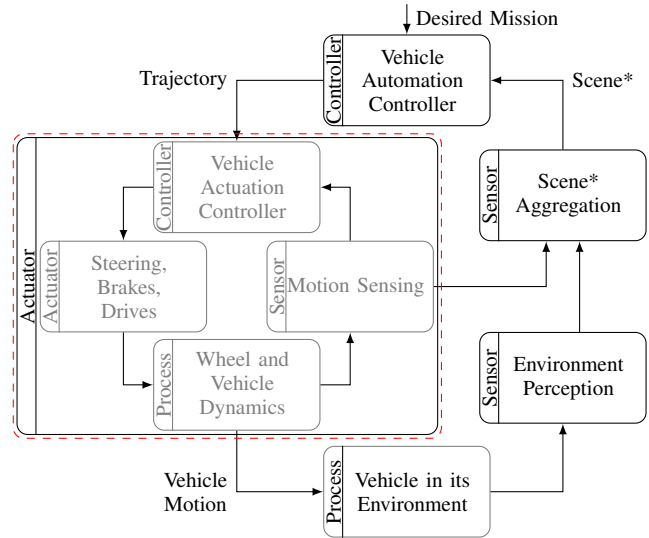 Desired Mission
Controller
Vehicle
Automation
Controller
Trajectory
Scene*
Actuator
Controller
Vehicle
Actuation
Controller
Sensor
Scene*
Aggregation
Actuator
Steering,
Brakes,
Drives
Sensor
Motion Sensing
Process
Wheel and
Vehicle
Dynamics
Sensor
Environment
Perception
Vehicle
Motion
Process
Vehicle in its
Environment